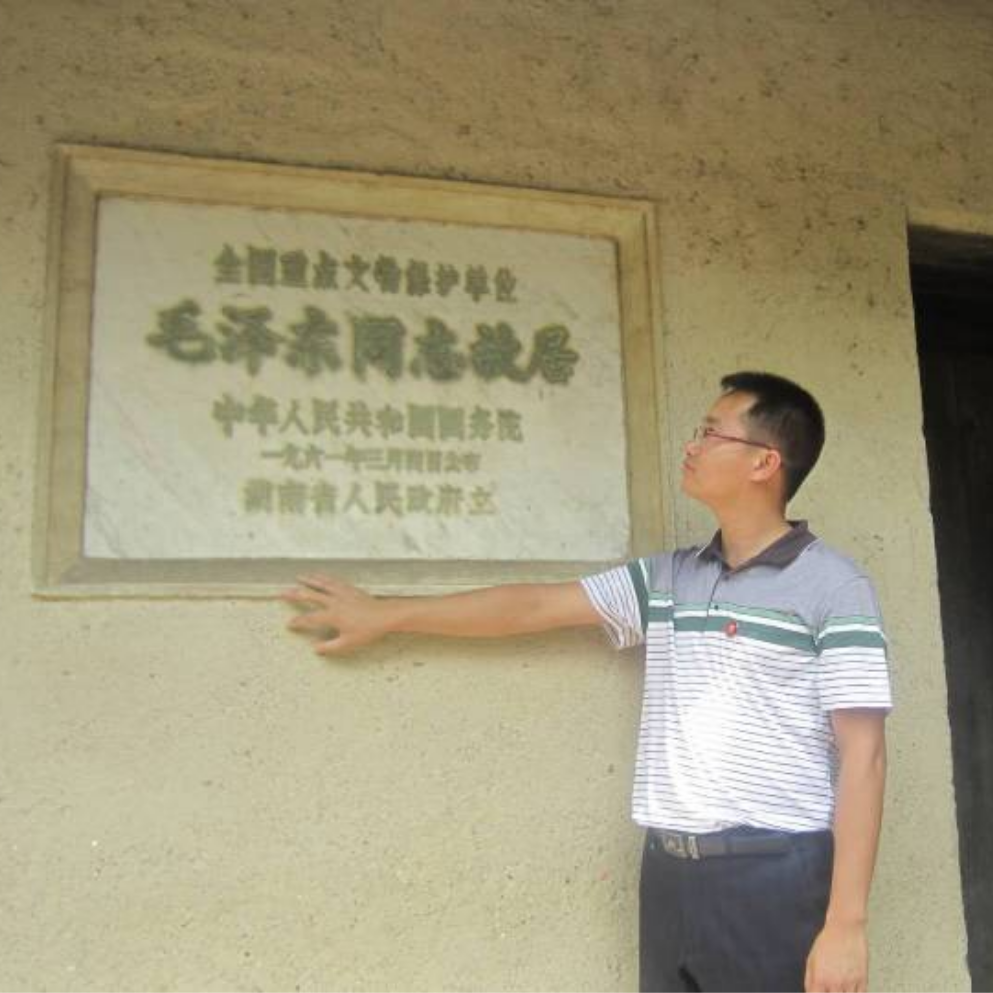 全国重点文物保护单位
毛泽东同志故居
中华人民共和国国务院
一九六一年三月四日公布
湖南省人民政府立